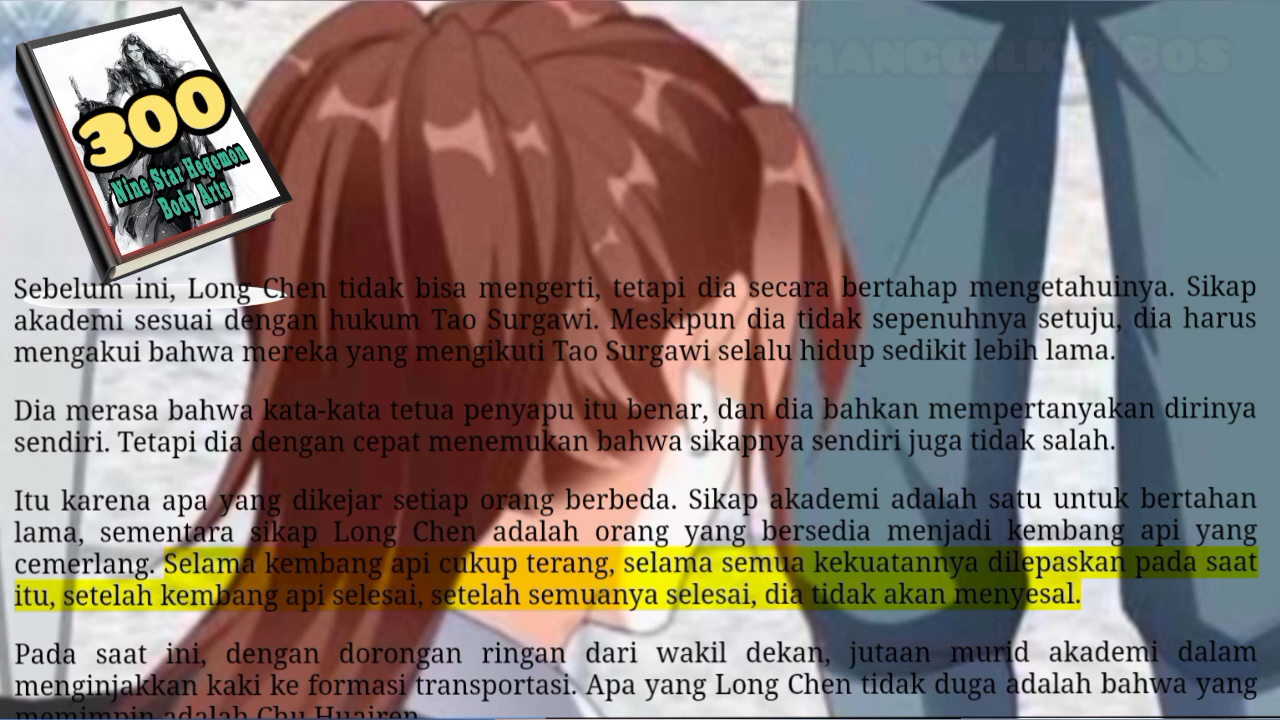 300
Nine Star Hegemon
Body Arts
Sebelum ini, Long Chen tidak bisa mengerti, tetapi dia secara bertahap mengetahuinya. Sikap
akademi sesuai dengan hukum Tao Surgawi. Meskipun dia tidak sepenuhnya setuju, dia harus
mengakui bahwa mereka yang mengikuti Tao Surgawi selalu hidup sedikit lebih lama.
Dia merasa bahwa kata-kata tetua penyapu itu benar, dan dia bahkan mempertanyakan dirinya
sendiri. Tetapi dia dengan cepat menemukan bahwa sikapnya sendiri juga tidak salah.
Itu karena apa yang dikejar setiap orang berbeda. Sikap akademi adalah satu untuk bertahan
lama, sementara sikap Long Chen adalah orang yang bersedia menjadi kembang api yang
cemerlang. Selama kembang api cukup terang, selama semua kekuatannya dilepaskan pada saat
itu, setelah kembang api selesai, setelah semuanya selesai, dia tidak akan menyesal.
Pada saat ini, dengan dorongan ringan dari wakil dekan, jutaan murid akademi dalam
menginjakkan kaki ke formasi transportasi. Apa yang Long Chen tidak duga adalah bahwa yang
memimpin adalah Chu Huairen